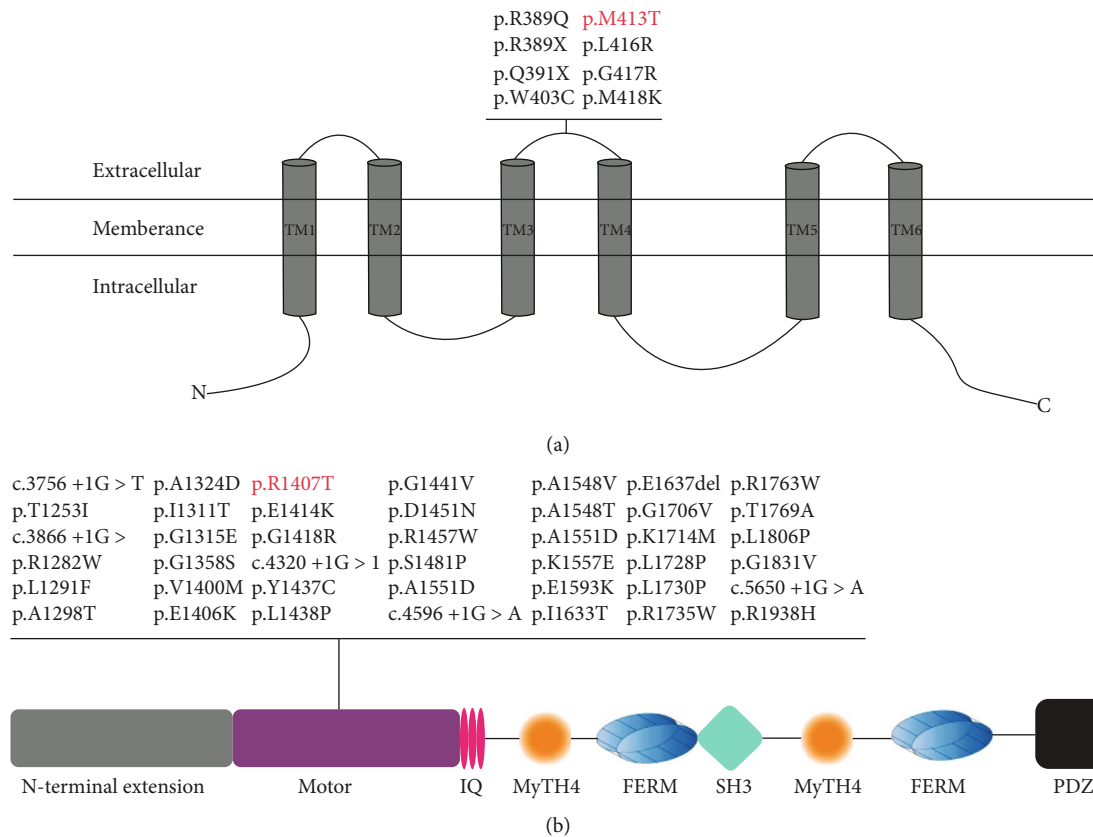 p.R389Q p.M413T
p.R389X p.L416R
p.Q391X p.G417R
p.W403C p.M418K
Extracellular
Memberance TM1 TM2 TM3 TM4 TM5 TM6
Intracellular
N
C
(a)
c.3756 +1G > T p.A1324D p.R1407T p.G1441V p.A1548V p.E1637del p.R1763W
p.T1253I p.I1311T p.E1414K p.D1451N p.A1548T p.G1706V p.T1769A
c.3866 +1G > p.G1315E p.G1418R p.R1457W p.A1551D p.K1714M p.L1806P
p.R1282W p.G1358S c.4320 +1G > 1 p.S1481P p.K1557E p.L1728P p.G1831V
p.L1291F p.V1400M p.Y1437C p.A1551D p.E1593K p.L1730P c.5650 +1G > A
p.A1298T p.E1406K p.L1438P c.4596 +1G > A p.I1633T p.R1735W p.R1938H
N-terminal extension Motor IQ MyTH4 FERM SH3 MyTH4 FERM PDZ
(b)